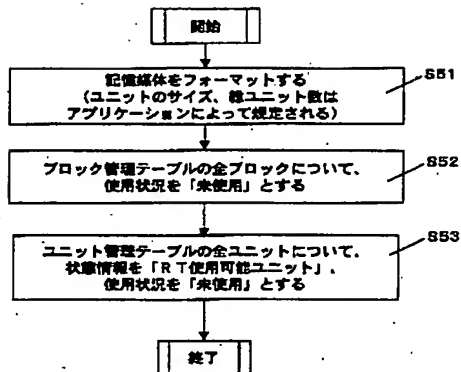 開始
記憶媒体をフォーマットする
(ユニットのサイズ、総ユニット数は
アプリケーションによって規定される)
S51
ブロック管理テーブルの全ブロックについて、
使用状況を「未使用」とする
S52
ユニット管理テーブルの全ユニットについて、
状態情報を「RT使用可能ユニット」、
使用状況を「未使用」とする
S53
終了